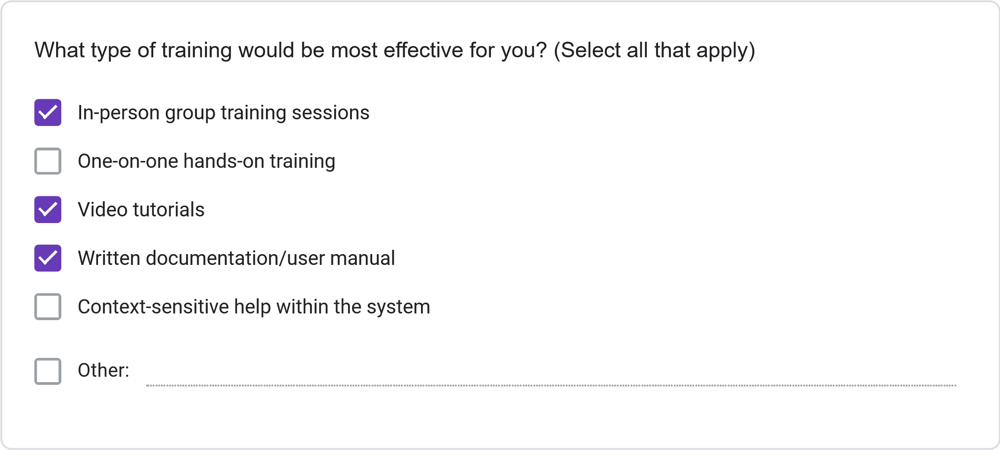 What type of training would be most effective for you? (Select all that apply)
In-person group training sessions
One-on-one hands-on training
Video tutorials
Written documentation/user manual
Context-sensitive help within the system
Other: